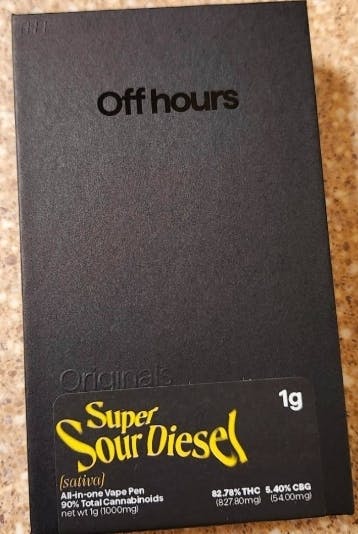 Off hours
Originals
Super
Sour Diesel
1g
(sativa)
All-in-one Vape Pen
90% Total Cannabinoids
net wt 1g (1000mg)
82.78% THC 5.40% CBG
(827.80mg) (54.00mg)